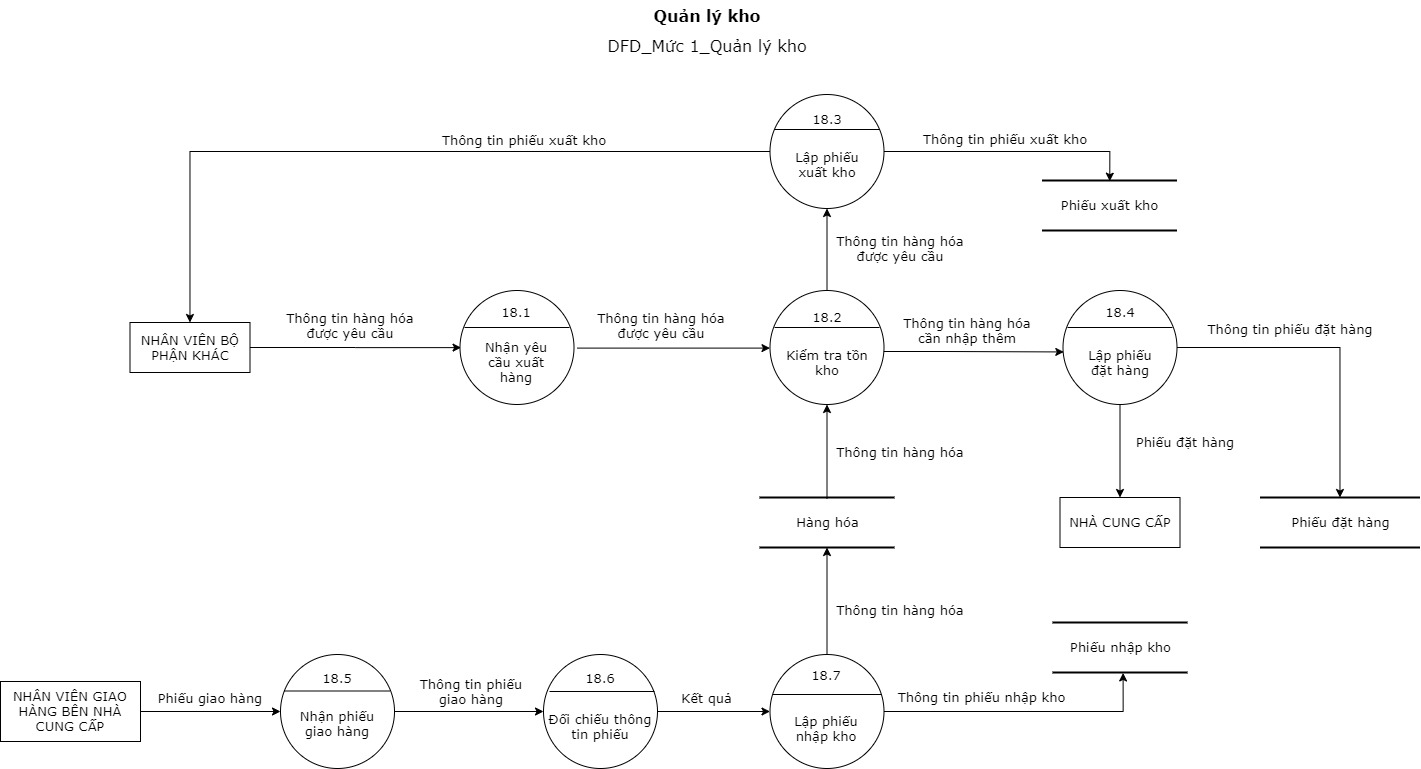 Quản lý kho
DFD_Mức 1_Quản lý kho
18.3
Lập phiếu
xuất kho
Thông tin phiếu xuất kho
Thông tin phiếu xuất kho
Phiếu xuất kho
Thông tin hàng hóa
được yêu cầu
NHÂN VIÊN BỘ
PHẬN KHÁC
Thông tin hàng hóa
được yêu cầu
18.1
Nhận yêu
cầu xuất
hàng
Thông tin hàng hóa
được yêu cầu
18.2
Kiểm tra tồn
kho
Thông tin hàng hóa
cần nhập thêm
18.4
Lập phiếu
đặt hàng
Thông tin phiếu đặt hàng
Thông tin hàng hóa
Phiếu đặt hàng
Hàng hóa
NHÀ CUNG CẤP
Phiếu đặt hàng
Thông tin hàng hóa
Phiếu nhập kho
NHÂN VIÊN GIAO
HÀNG BÊN NHÀ
CUNG CẤP
Phiếu giao hàng
18.5
Nhận phiếu
giao hàng
Thông tin phiếu
giao hàng
18.6
Đối chiếu thông
tin phiếu
Kết quả
18.7
Lập phiếu
nhập kho
Thông tin phiếu nhập kho